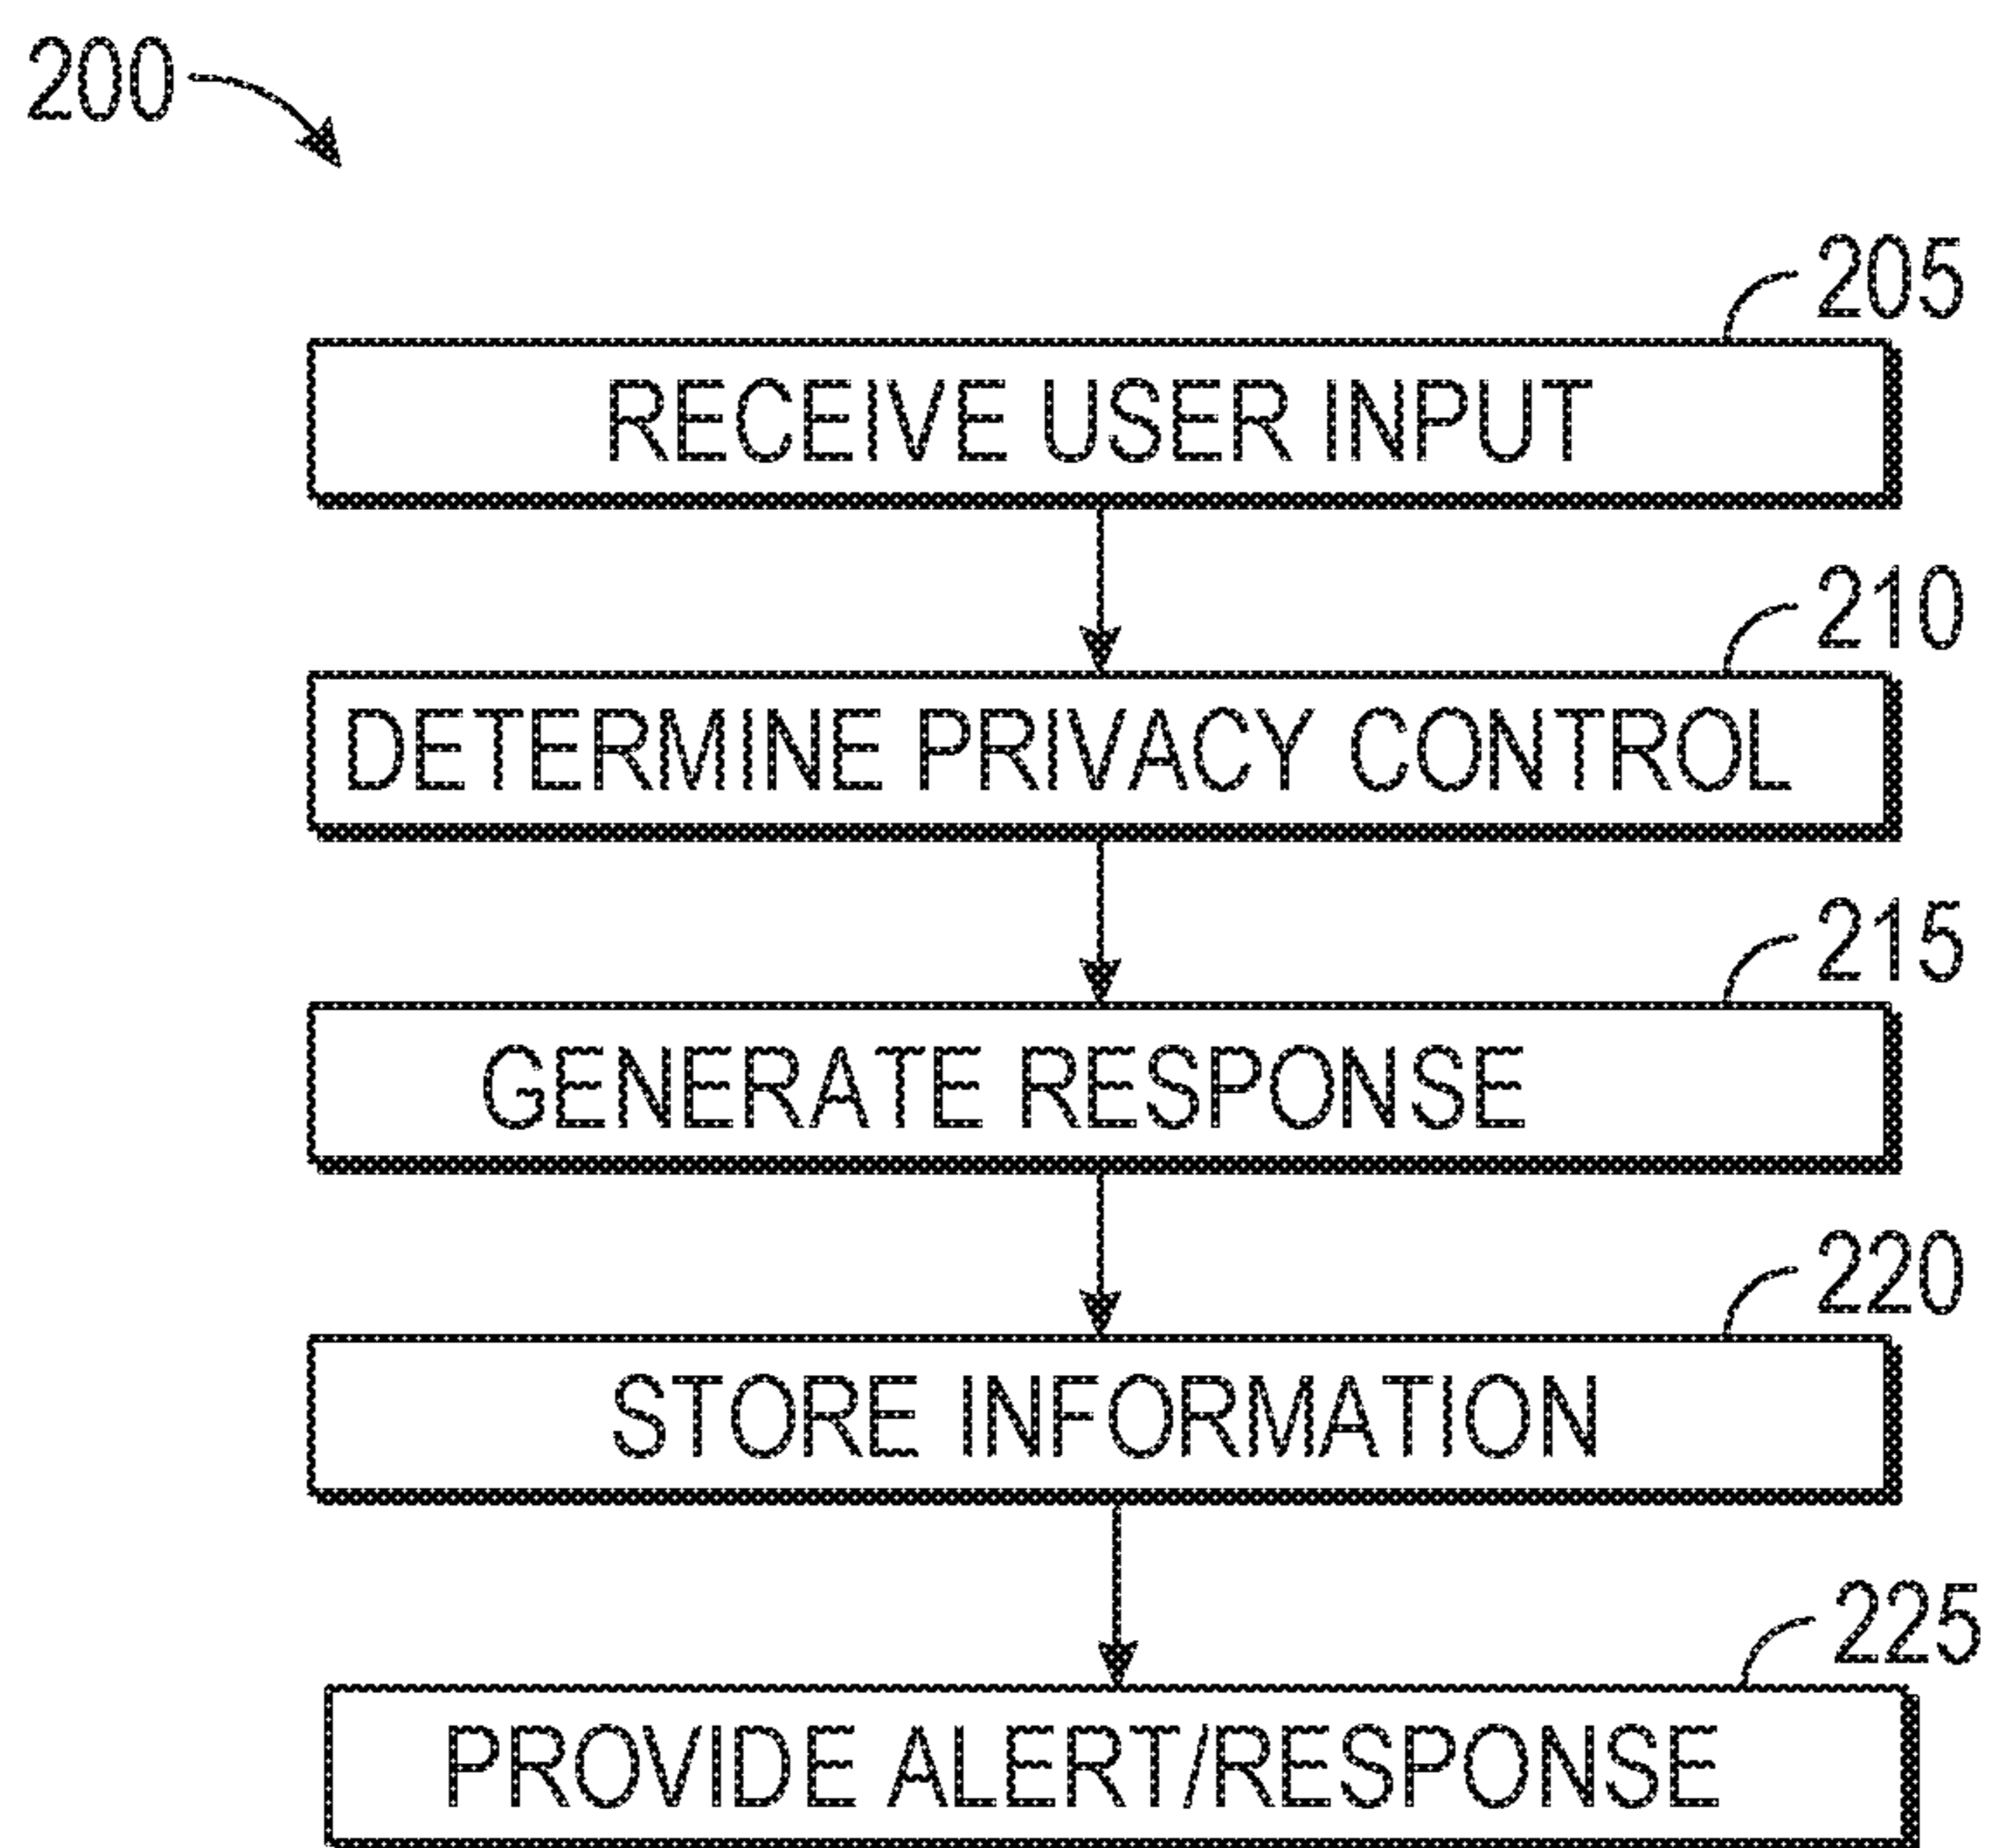 200
205
RECEIVE USER INPUT
210
DETERMINE PRIVACY CONTROL
215
GENERATE RESPONSE
220
STORE INFORMATION
225
PROVIDE ALERT/RESPONSE